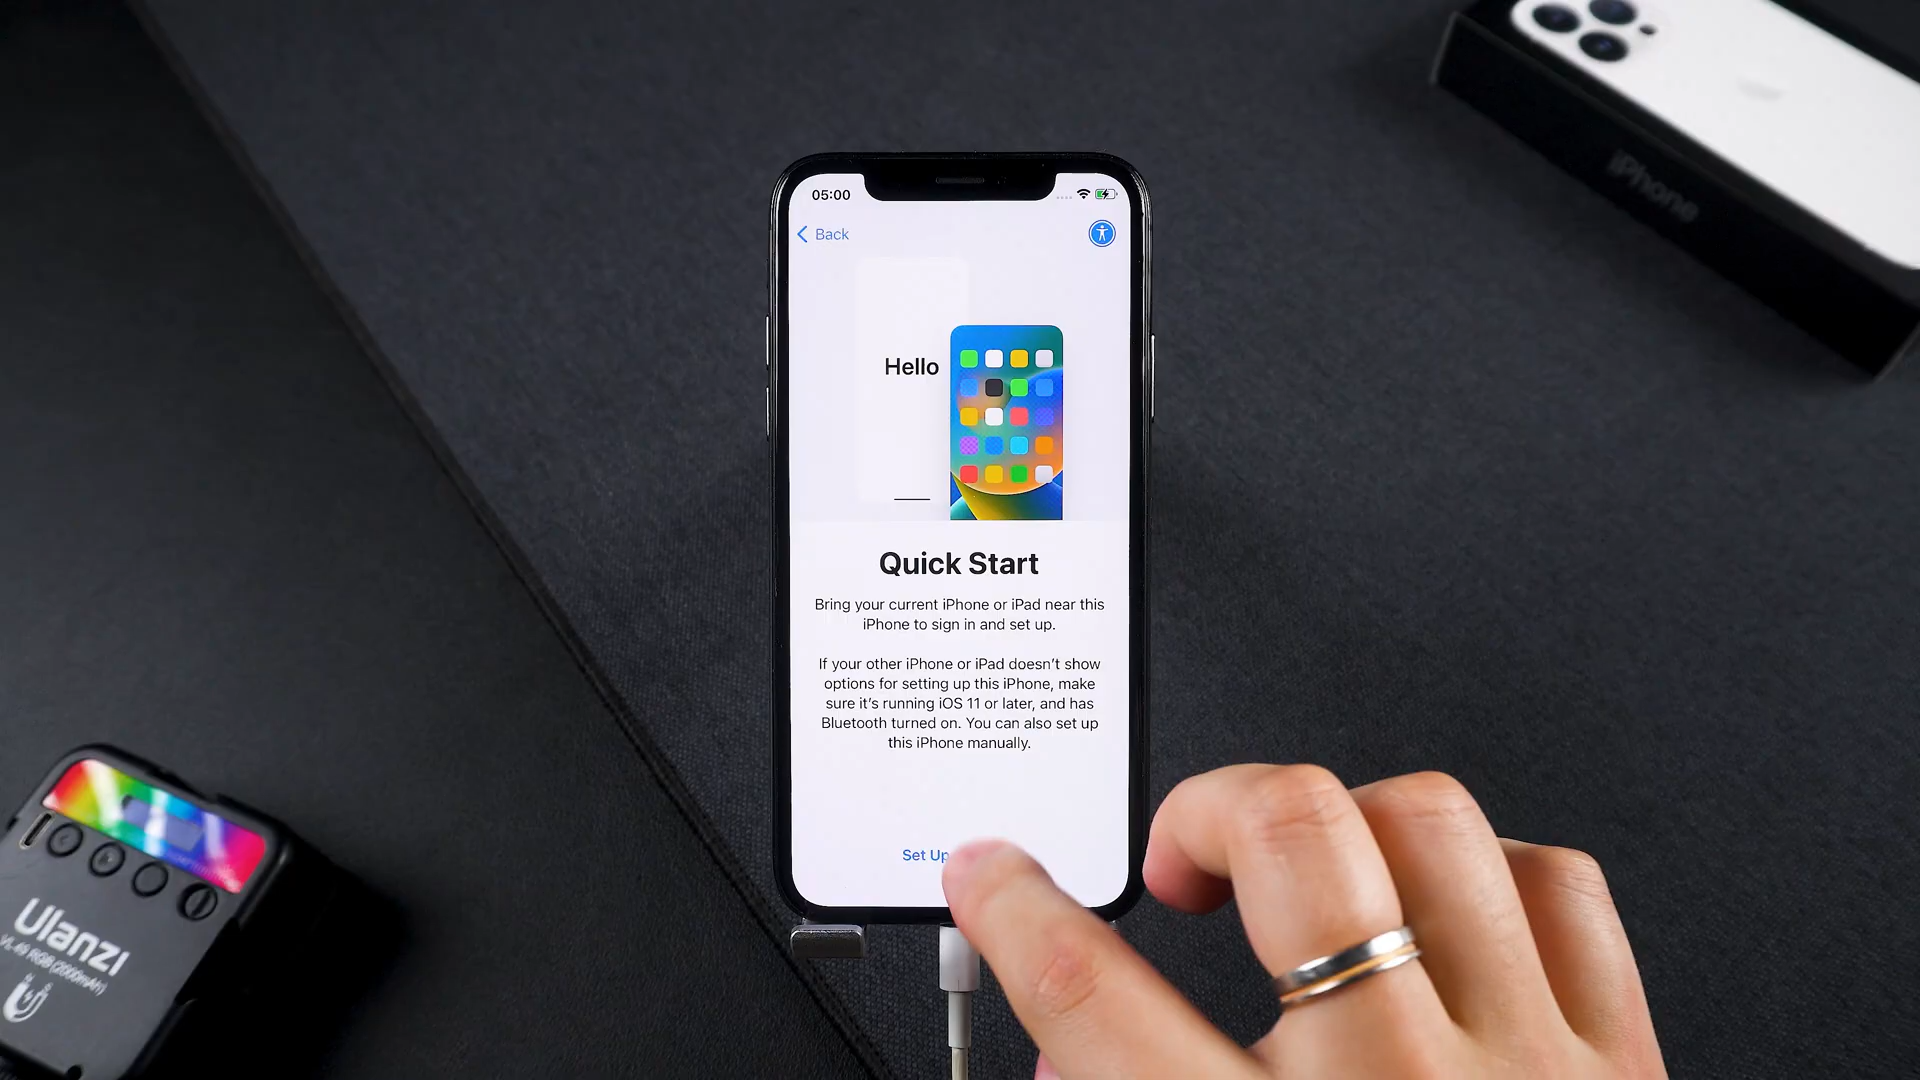 05:00
Back
Hello
Quick Start
Bring your current iPhone or iPad near this
iPhone to sign in and set up.
If your other iPhone or iPad doesn't show
options for setting up this iPhone, make
sure it's running iOS 11 or later, and has
Bluetooth turned on. You can also set up
this iPhone manually.
Set Up
iPhone
Ulanzi
VL49 RGB (2000mAh)